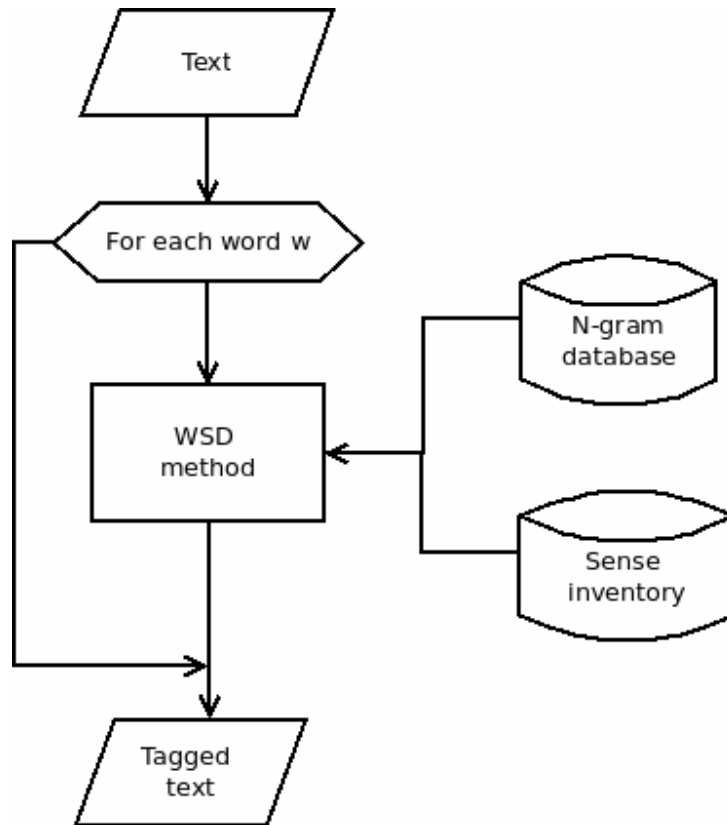 Text
For each word w
N-gram
database
WSD
method
Sense
inventory
Tagged
text